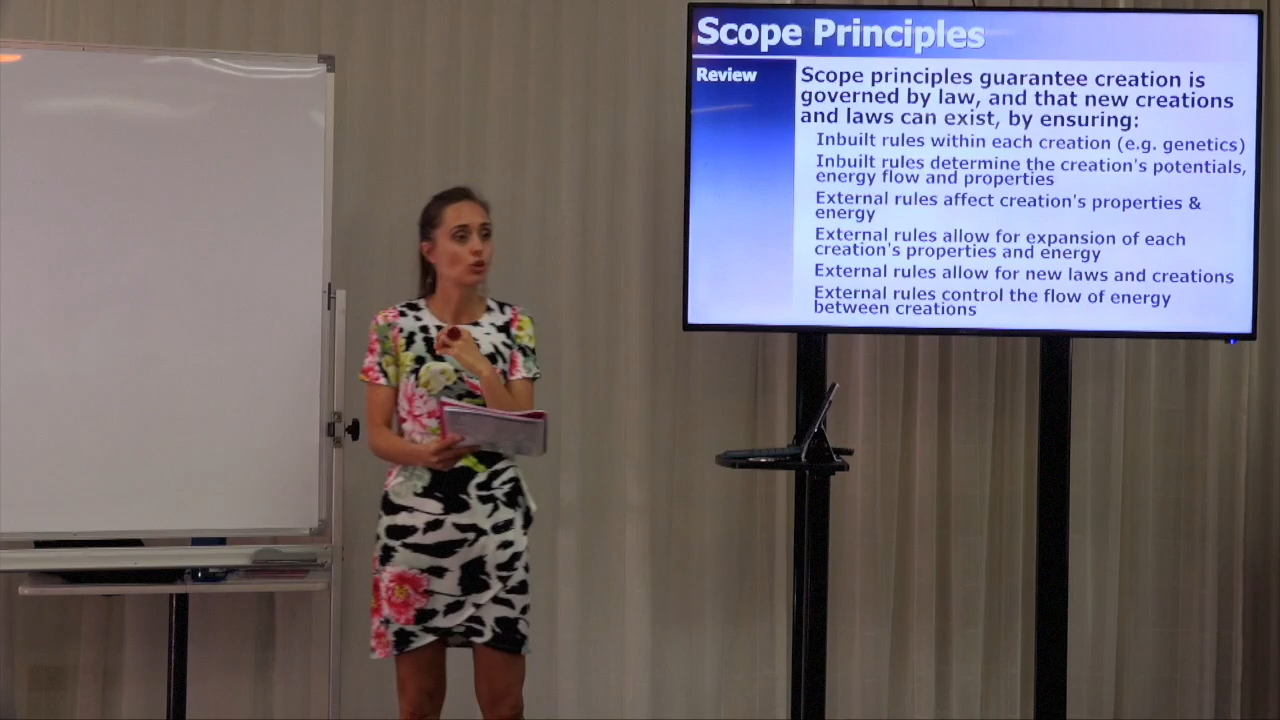 Scope Principles
Review
Scope principles guarantee creation is
governed by law, and that new creations
and laws can exist, by ensuring:
Inbuilt rules within each creation (e.g. genetics)
Inbuilt rules determine the creation's potentials,
energy flow and properties
External rules affect creation's properties &
energy
External rules allow for expansion of each
creation's properties and energy
External rules allow for new laws and creations
External rules control the flow of energy
between creations